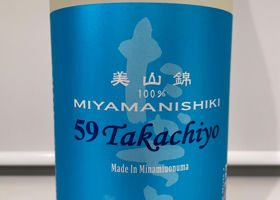 美山錦
100%
MIYAMANISHIKI
59 Takachiyo
Made In Minamiuonuma